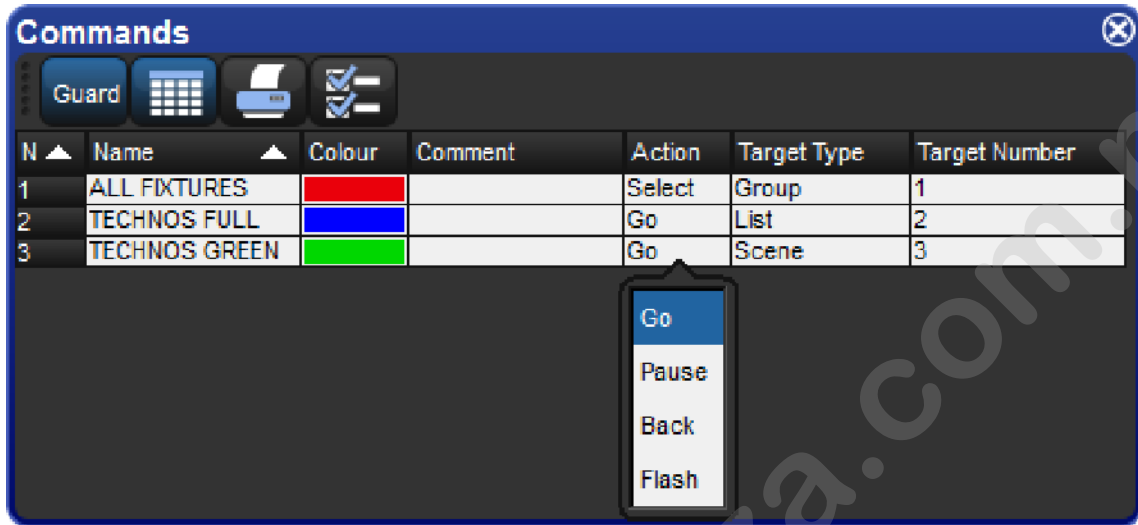 Commands
Guard
N Name Colour Comment Action Target Type Target Number
1 ALL FIXTURES Select Group 1
2 TECHNOS FULL Go List 2
3 TECHNOS GREEN Go Scene 3
Go
Pause
Back
Flash